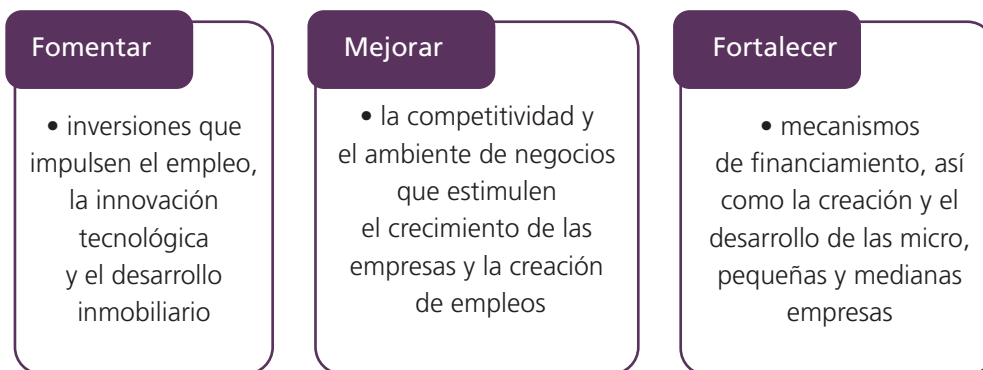 Fomentar
• inversiones que
impulsen el empleo,
la innovación
tecnológica
y el desarrollo
inmobiliario
Mejorar
• la competitividad y
el ambiente de negocios
que estimulen
el crecimiento de las
empresas y la creación
de empleos
Fortalecer
• mecanismos
de financiamiento, así
como la creación y el
desarrollo de las micro,
pequeñas y medianas
empresas